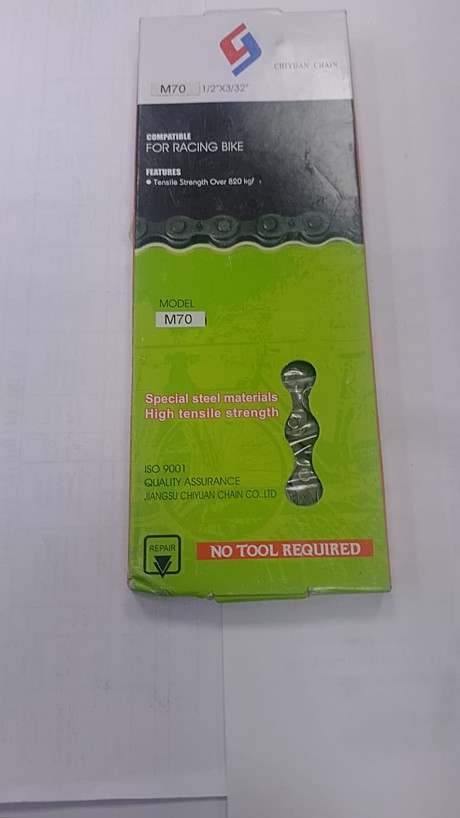 CHIYUAN CHAIN
M70 1/2"X3/32"
COMPATIBLE
FOR RACING BIKE
FEATURES
● Tensile Strength Over 820 kgf
MODEL
M70
Special steel materials
High tensile strength
ISO 9001
QUALITY ASSURANCE
JIANGSU CHIYUAN CHAIN CO.,LTD
REPAIR
NO TOOL REQUIRED